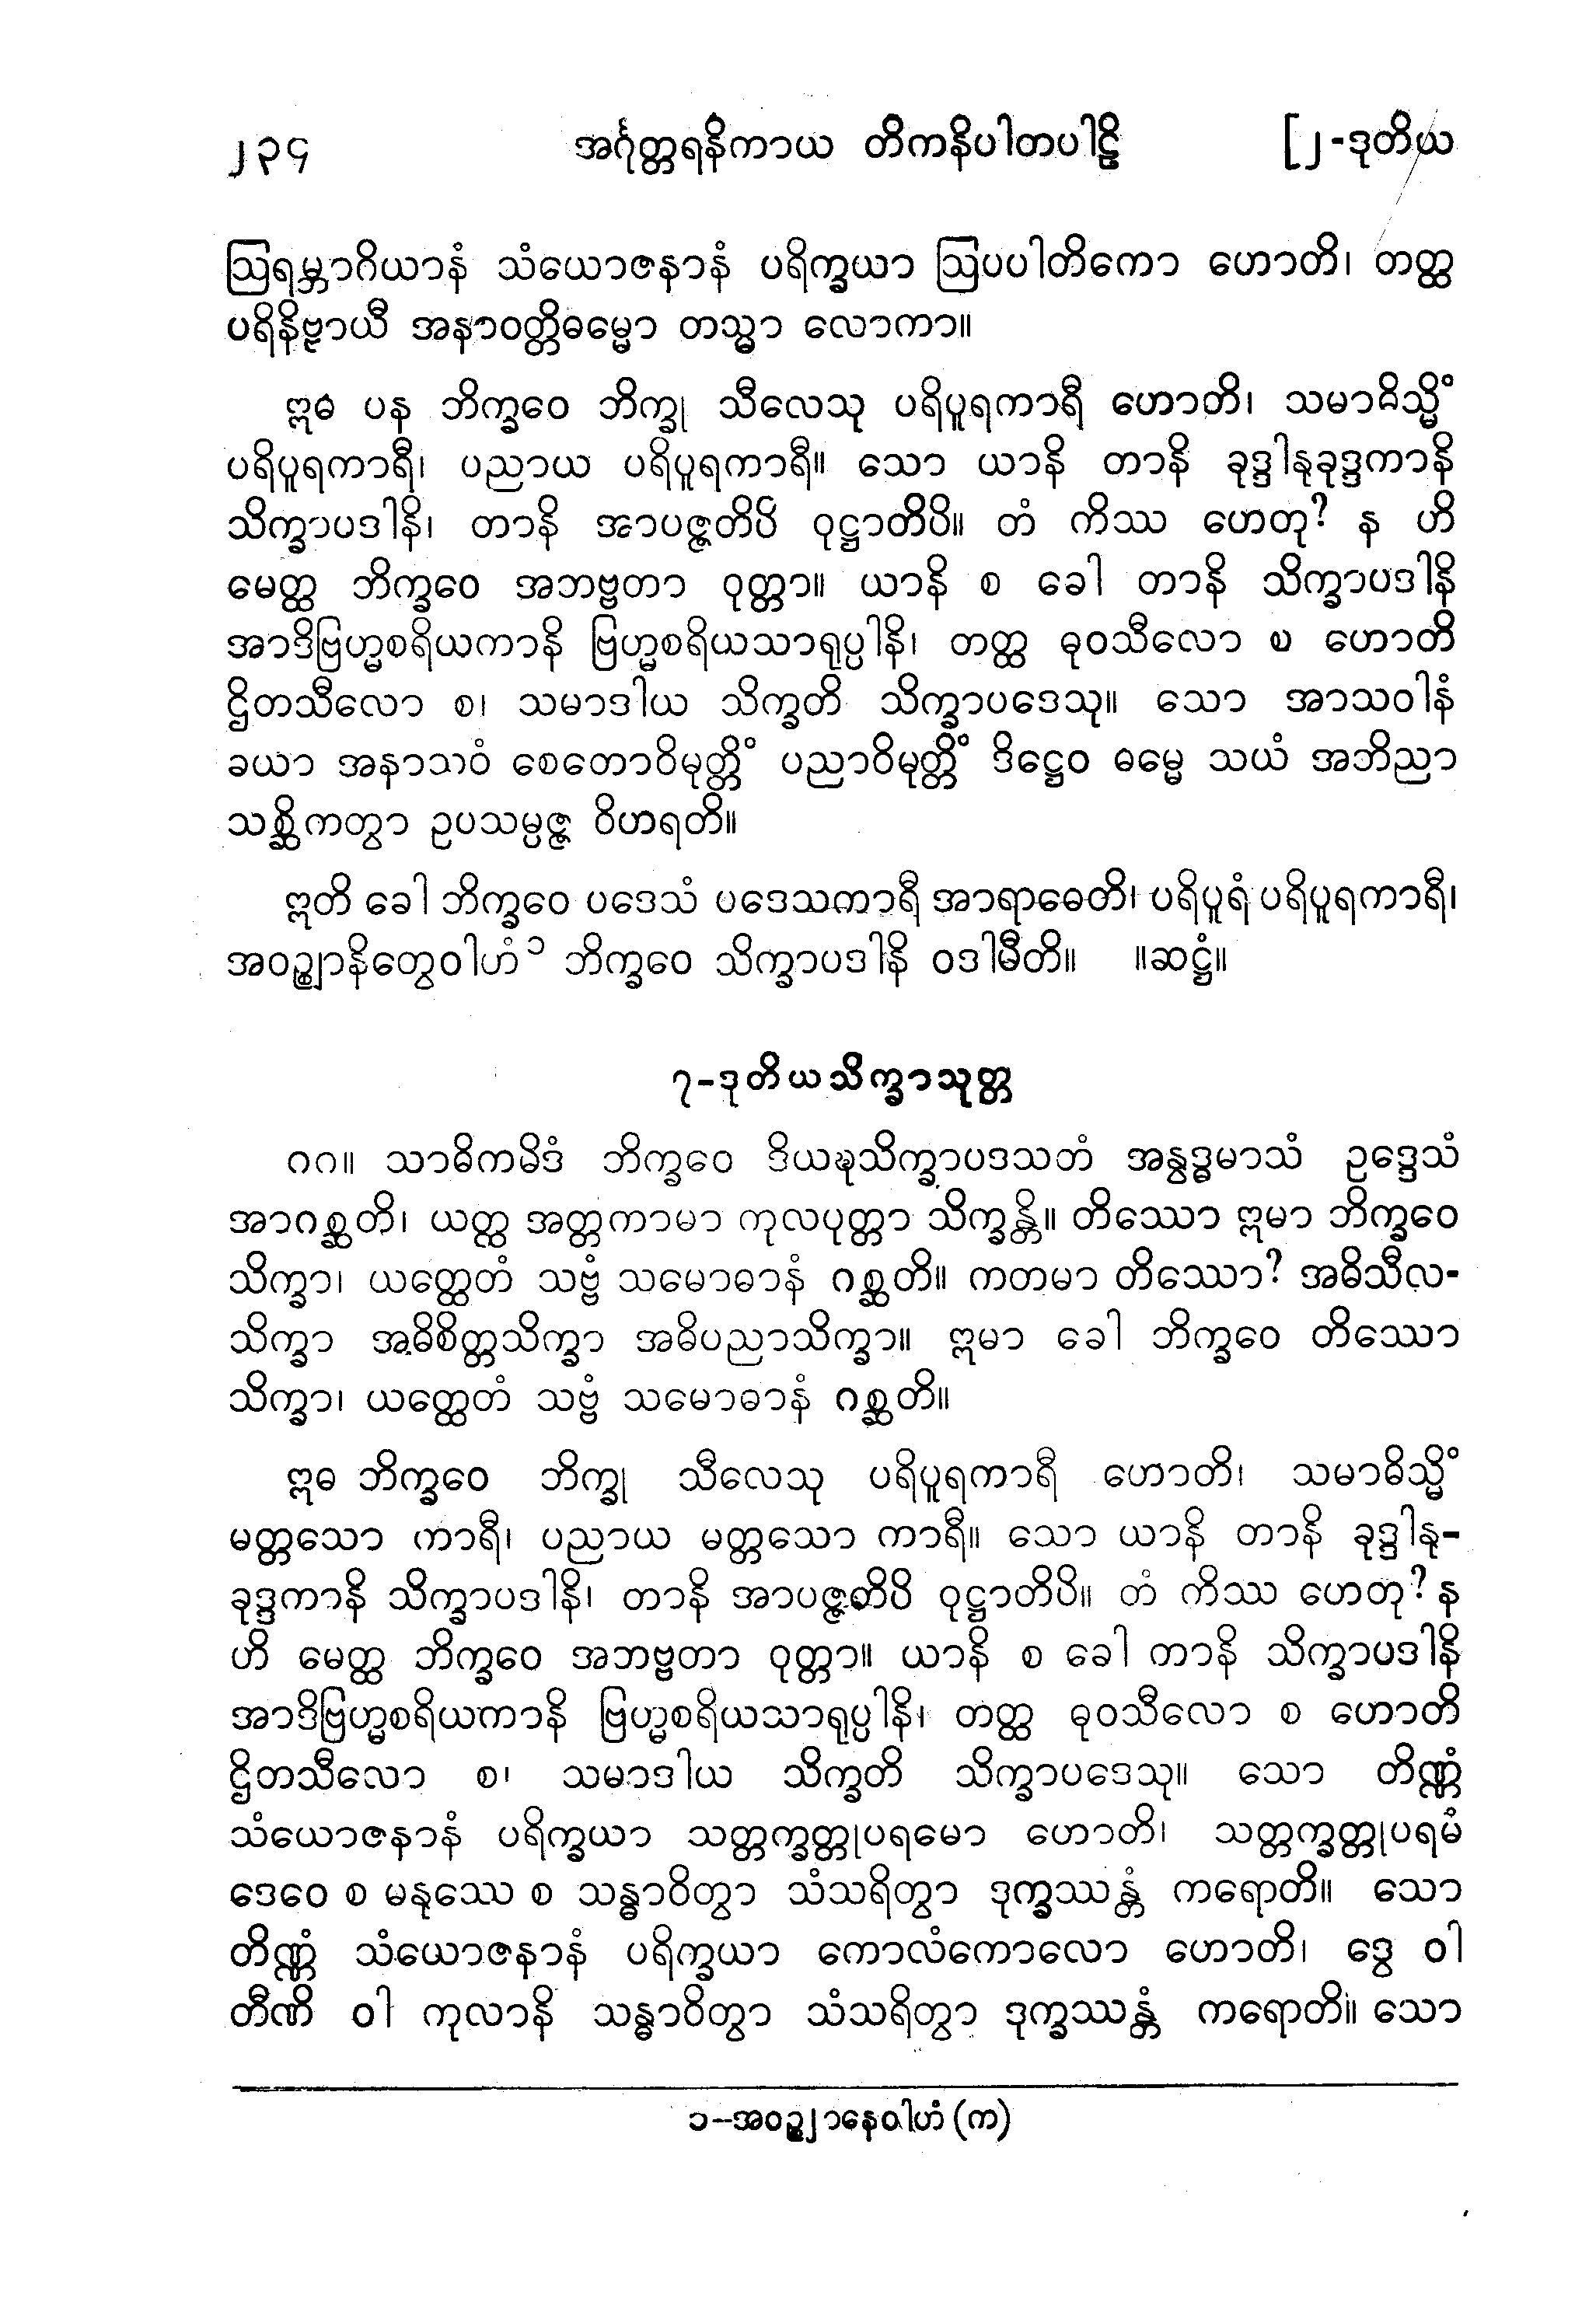 ၂၃၄ အင်္ဂုတ္တရနိကာယ တိကနိပါတပါဠိ [၂-ဒုတိယ
ဩရမ္ဘာဂိယာနံ သံယောဇနာနံ ပရိက္ခယာ ဩပပါတိကော ဟောတိ၊ တတ္ထ
ပရိနိဗ္ဗာယီ အနာဝတ္တိဓမ္မော တသ္မာ လောကာ။
ဣဓ ပန ဘိက္ခဝေ ဘိက္ခု သီလေသု ပရိပူရကာရီ ဟောတိ၊ သမာဓိသ္မိံ
ပရိပူရကာရီ၊ ပညာယ ပရိပူရကာရီ။ သော ယာနိ တာနိ ခုဒ္ဒါနုခုဒ္ဒကာနိ
သိက္ခာပဒါနိ၊ တာနိ အာပဇ္ဇတိပိ ဝုဋ္ဌာတိပိ။ တံ ကိဿ ဟေတု? န ဟိ
မေတ္ထ ဘိက္ခဝေ အဘဗ္ဗတာ ဝုတ္တာ။ ယာနိ စ ခေါ တာနိ သိက္ခာပဒါနိ
အာဒိဗြဟ္မစရိယကာနိ ဗြဟ္မစရိယသာရုပ္ပါနိ၊ တတ္ထ ဓုဝသီလော စ ဟောတိ
ဌိတသီလော စ၊ သမာဒါယ သိက္ခတိ သိက္ခာပဒေသု။ သော အာသဝါနံ
ခယာ အနာသဝံ စေတောဝိမုတ္တိံ ပညာဝိမုတ္တိံ ဒိဋ္ဌေဝ ဓမ္မေ သယံ အဘိညာ
သစ္ဆိကတွာ ဥပသမ္ပဇ္ဇ ဝိဟရတိ။
ဣတိ ခေါ ဘိက္ခဝေ ပဒေသံ ပဒေသကာရီ အာရာဓေတိ၊ ပရိပူရံ ပရိပူရကာရီ၊
အဝဉ္ဈာနိတွေဝါဟံ ၁ ဘိက္ခဝေ သိက္ခာပဒါနိ ဝဒါမီတိ။ ။ဆဋ္ဌံ။
၇-ဒုတိယသိက္ခာသုတ္တ
၈၈။ သာဓိကမိဒံ ဘိက္ခဝေ ဒိယဍ္ဎသိက္ခာပဒသတံ အနွဒ္ဓမာသံ ဥဒ္ဒေသံ
အာဂစ္ဆတိ၊ ယတ္ထ အတ္တကာမာ ကုလပုတ္တာ သိက္ခန္တိ။ တိဿော ဣမာ ဘိက္ခဝေ
သိက္ခာ၊ ယတ္ထေတံ သဗ္ဗံ သမောဓာနံ ဂစ္ဆတိ။ ကတမာ တိဿော? အဓိသီလ-
သိက္ခာ အဓိစိတ္တသိက္ခာ အဓိပညာသိက္ခာ။ ဣမာ ခေါ ဘိက္ခဝေ တိဿော
သိက္ခာ၊ ယတ္ထေတံ သဗ္ဗံ သမောဓာနံ ဂစ္ဆတိ။
ဣဓ ဘိက္ခဝေ ဘိက္ခု သီလေသု ပရိပူရကာရီ ဟောတိ၊ သမာဓိသ္မိံ
မတ္တသော ကာရီ၊ ပညာယ မတ္တသော ကာရီ။ သော ယာနိ တာနိ ခုဒ္ဒါနု-
ခုဒ္ဒကာနိ သိက္ခာပဒါနိ၊ တာနိ အာပဇ္ဇတိပိ ဝုဋ္ဌာတိပိ။ တံ ကိဿ ဟေတု? န
ဟိ မေတ္ထ ဘိက္ခဝေ အဘဗ္ဗတာ ဝုတ္တာ။ ယာနိ စ ခေါ တာနိ သိက္ခာပဒါနိ
အာဒိဗြဟ္မစရိယကာနိ ဗြဟ္မစရိယသာရုပ္ပါနိ၊ တတ္ထ ဓုဝသီလော စ ဟောတိ
ဌိတသီလော စ၊ သမာဒါယ သိက္ခတိ သိက္ခာပဒေသု။ သော တိဏ္ဏံ
သံယောဇနာနံ ပရိက္ခယာ သတ္တက္ခတ္တုပရမော ဟောတိ၊ သတ္တက္ခတ္တုပရမံ
ဒေဝေ စ မနုဿေ စ သန္ဓာဝိတွာ သံသရိတွာ ဒုက္ခဿန္တံ ကရောတိ။ သော
တိဏ္ဏံ သံယောဇနာနံ ပရိက္ခယာ ကောလံကောလော ဟောတိ၊ ဒွေ ဝါ
တီဏိ ဝါ ကုလာနိ သန္ဓာဝိတွာ သံသရိတွာ ဒုက္ခဿန္တံ ကရောတိ။ သော
၁-အဝဉ္ဈာနေဝါဟံ (က)